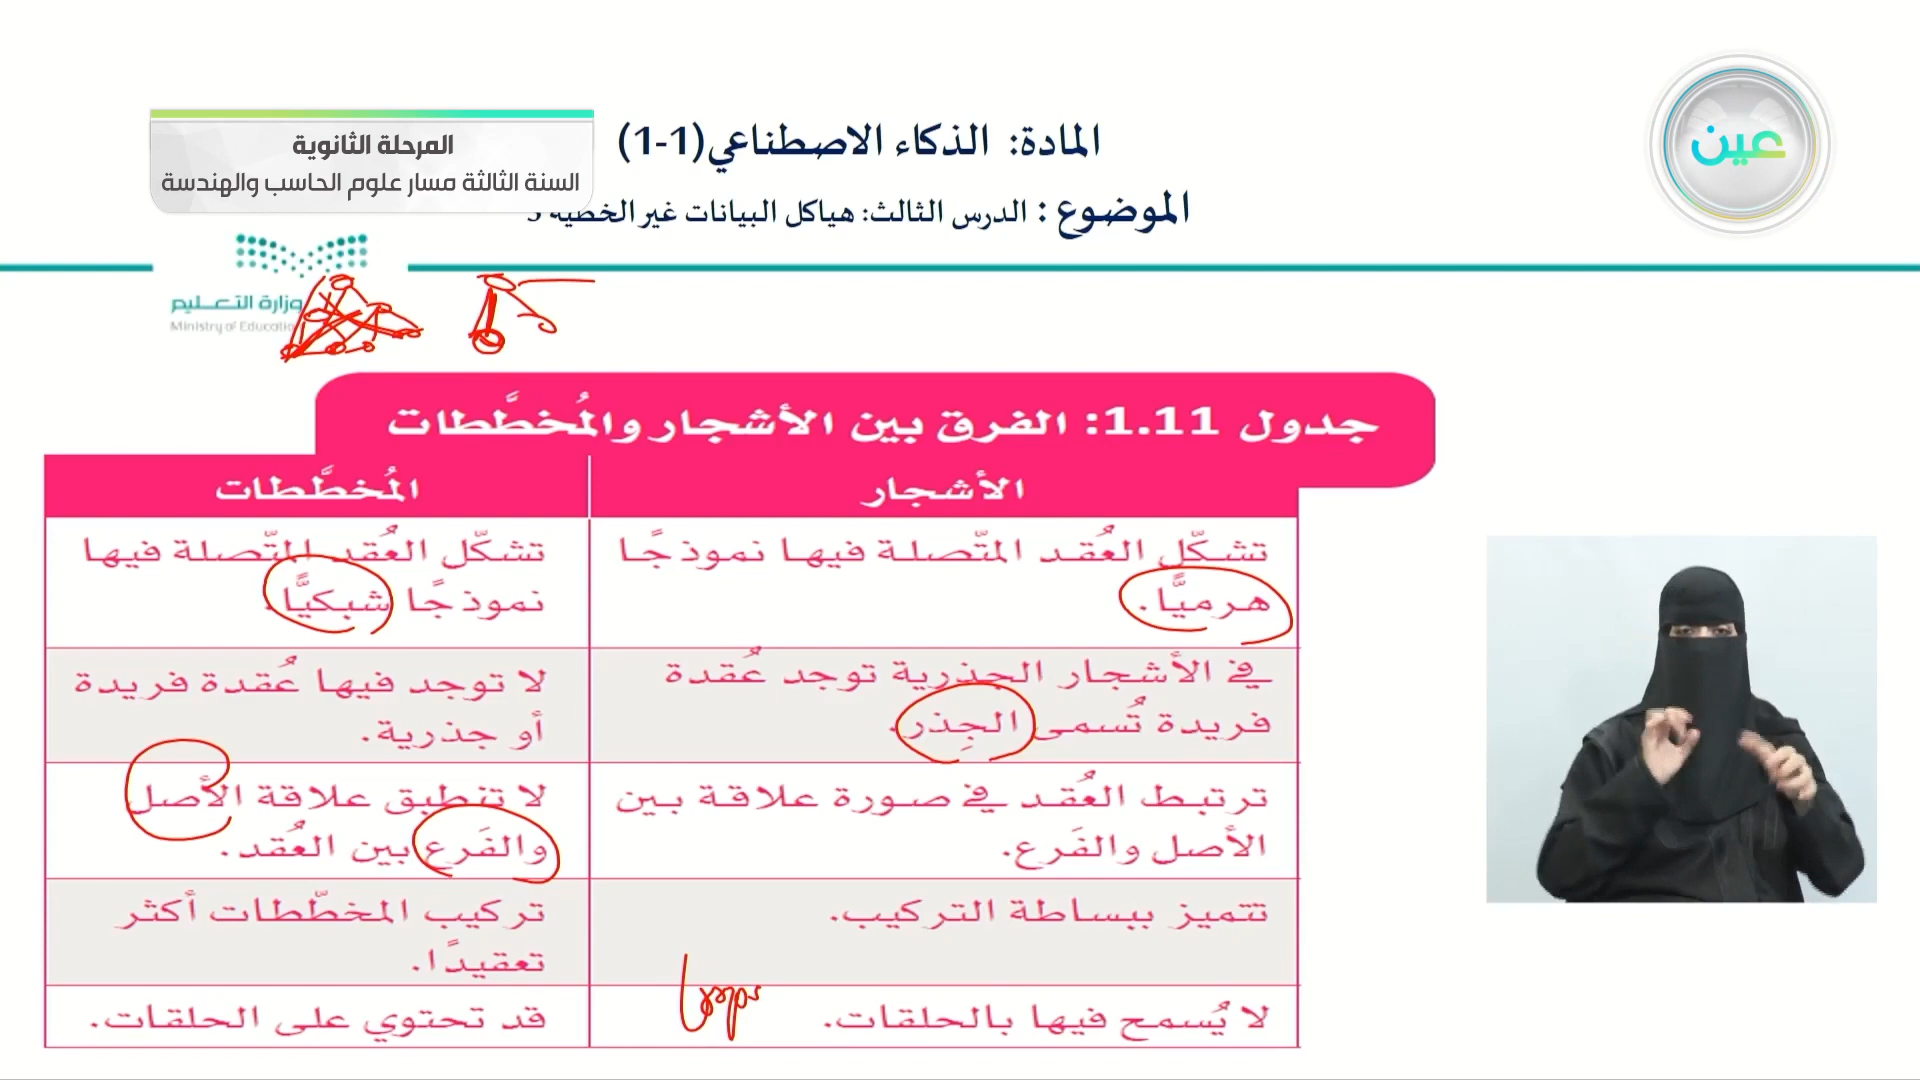 المرحلة الثانوية
السنة الثالثة مسار علوم الحاسب والهندسة
المادة: الذكاء الاصطناعي(1-1)
الموضوع : الدرس الثالث: هياكل البيانات غير الخطية 3
عين
وزارة التعليم
Ministry of Education
جدول 1.11: الفرق بين الأشجار والمُخطَّطات
الأشجار
المُخطَّطات
تشكّل العُقد المتّصلة فيها نموذجًا
هرميًّا.
تشكّل العُقد المتّصلة فيها
نموذجًا شبكيًّا.
في الأشجار الجذرية توجد عُقدة
فريدة تُسمى الجِذر.
لا توجد فيها عُقدة فريدة
أو جذرية.
ترتبط العُقد في صورة علاقة بين
الأصل والفَرع.
لا تنطبق علاقة الأصل
والفَرع بين العُقد.
تتميز ببساطة التركيب.
تركيب المخطّطات أكثر
تعقيدًا.
لا يُسمح فيها بالحلقات.
قد تحتوي على الحلقات.